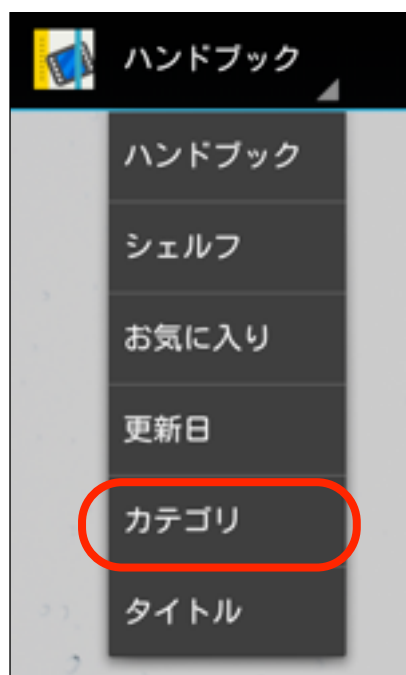 ハンドブック
ハンドブック
シェルフ
お気に入り
更新日
カテゴリ
タイトル